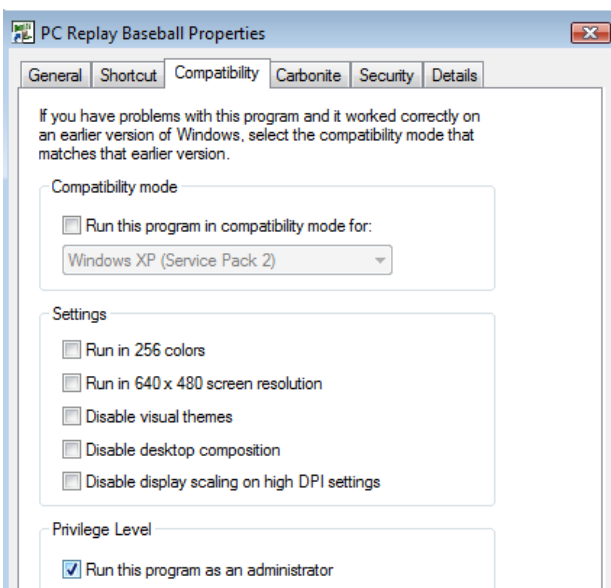 PC Replay Baseball Properties
General Shortcut Compatibility Carbonite Security Details
If you have problems with this program and it worked correctly on
an earlier version of Windows, select the compatibility mode that
matches that earlier version.
Compatibility mode
Run this program in compatibility mode for:
Windows XP (Service Pack 2)
Settings
Run in 256 colors
Run in 640 x 480 screen resolution
Disable visual themes
Disable desktop composition
Disable display scaling on high DPI settings
Privilege Level
Run this program as an administrator